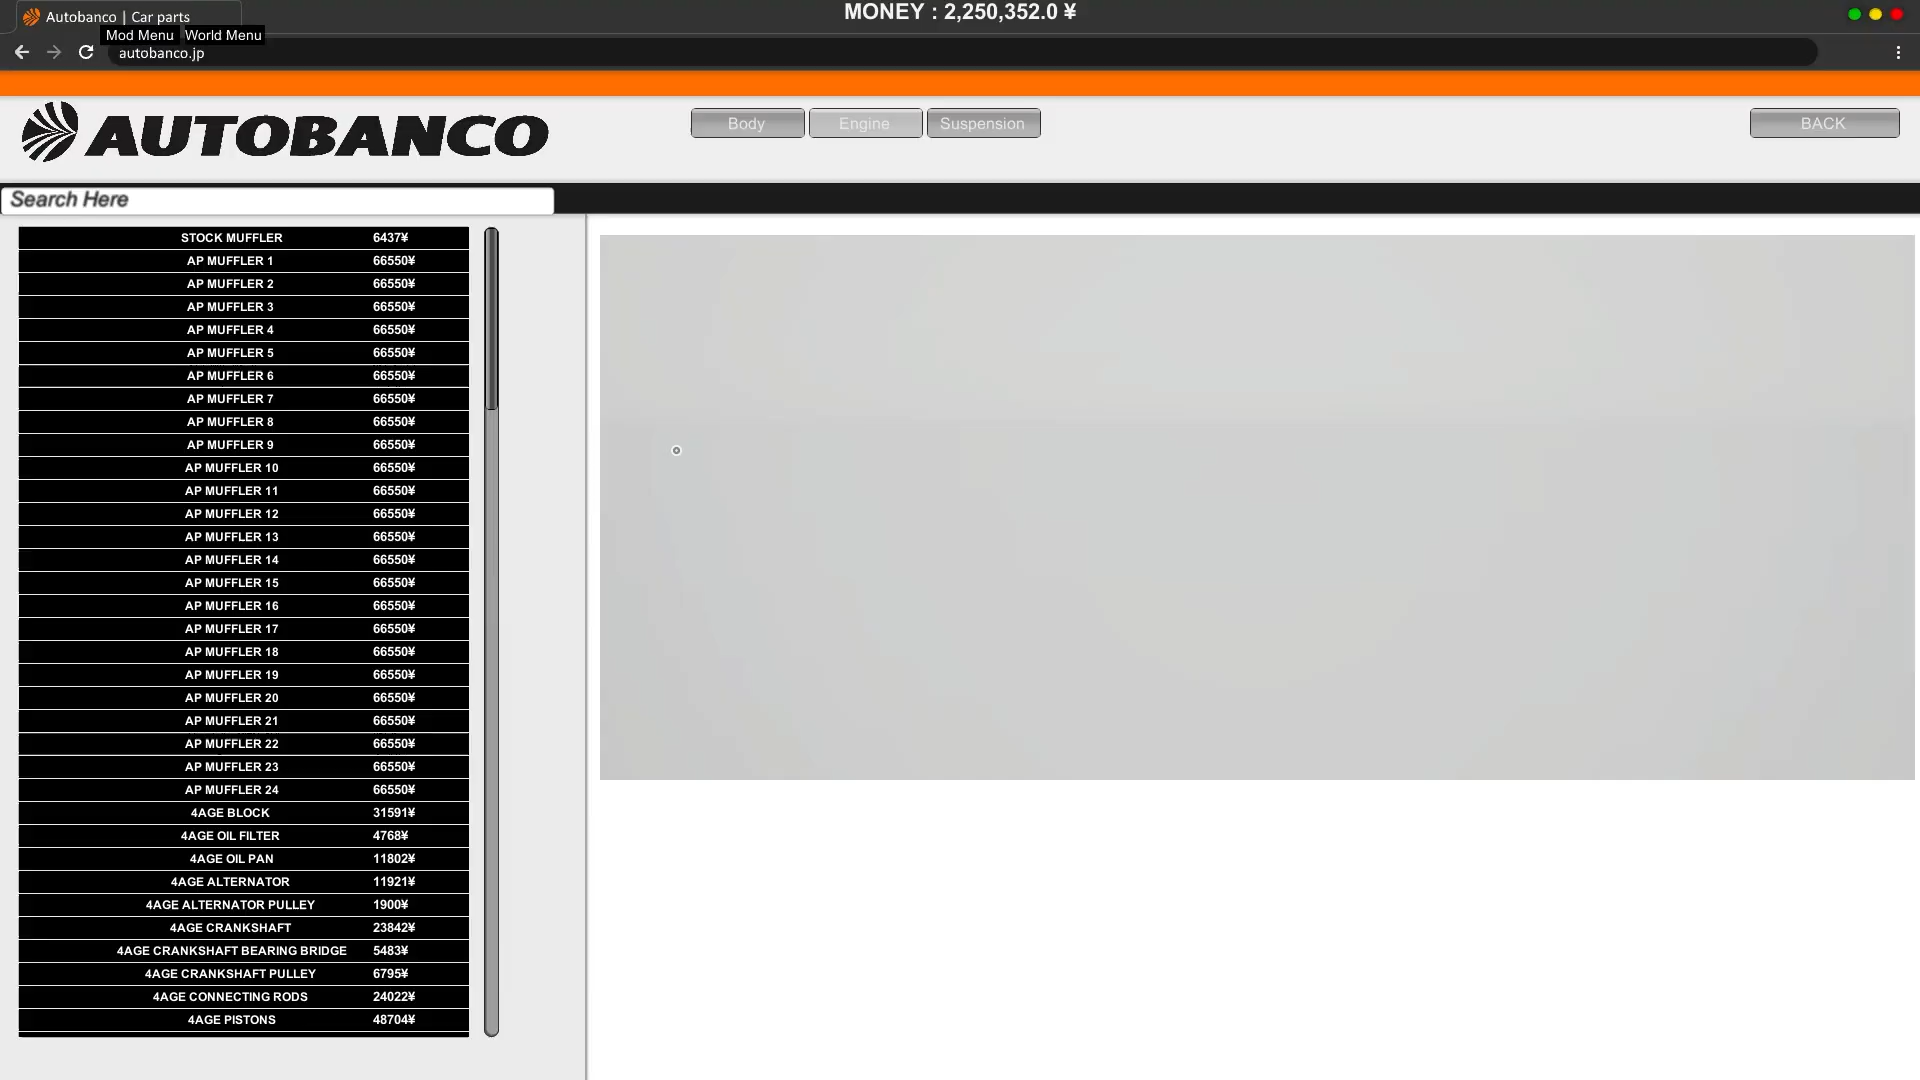 Autobanco | Car parts
MONEY : 2,250,352.0 ¥
Mod Menu World Menu
autobanco.jp
AUTOBANCO
Body Engine Suspension BACK
Search Here
STOCK MUFFLER 6437¥
AP MUFFLER 1 66550¥
AP MUFFLER 2 66550¥
AP MUFFLER 3 66550¥
AP MUFFLER 4 66550¥
AP MUFFLER 5 66550¥
AP MUFFLER 6 66550¥
AP MUFFLER 7 66550¥
AP MUFFLER 8 66550¥
AP MUFFLER 9 66550¥
AP MUFFLER 10 66550¥
AP MUFFLER 11 66550¥
AP MUFFLER 12 66550¥
AP MUFFLER 13 66550¥
AP MUFFLER 14 66550¥
AP MUFFLER 15 66550¥
AP MUFFLER 16 66550¥
AP MUFFLER 17 66550¥
AP MUFFLER 18 66550¥
AP MUFFLER 19 66550¥
AP MUFFLER 20 66550¥
AP MUFFLER 21 66550¥
AP MUFFLER 22 66550¥
AP MUFFLER 23 66550¥
AP MUFFLER 24 66550¥
4AGE BLOCK 31591¥
4AGE OIL FILTER 4768¥
4AGE OIL PAN 11802¥
4AGE ALTERNATOR 11921¥
4AGE ALTERNATOR PULLEY 1900¥
4AGE CRANKSHAFT 23842¥
4AGE CRANKSHAFT BEARING BRIDGE 5483¥
4AGE CRANKSHAFT PULLEY 6795¥
4AGE CONNECTING RODS 24022¥
4AGE PISTONS 48704¥